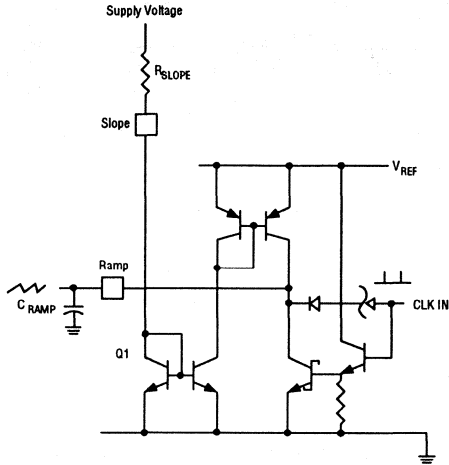 Supply Voltage
RSLOPE
Slope
VREF
Ramp
CRAMP
CLK IN
Q1